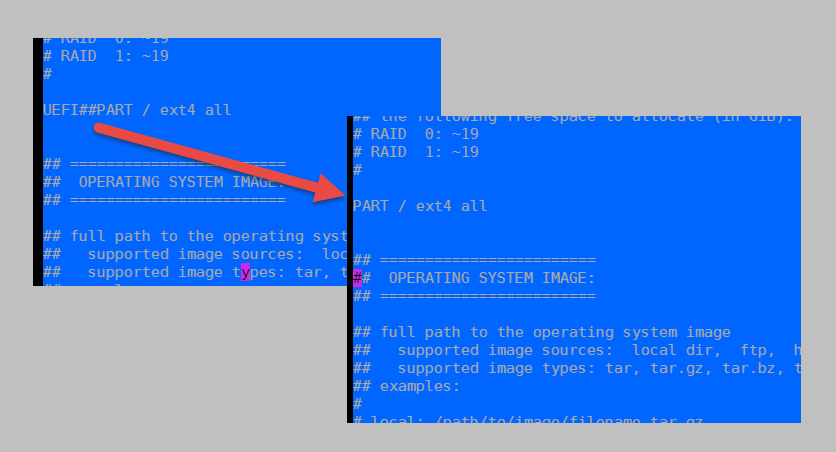 # RAID  0: ~19
# RAID  1: ~19
#
UEFI##PART / ext4 all
## ========================
##  OPERATING SYSTEM IMAGE:
## ========================
## full path to the operating syst
##   supported image sources:  loc
##   supported image types: tar, t
## the following free space to allocate (in GiB):
# RAID  0: ~19
# RAID  1: ~19
#
PART / ext4 all
## ========================
##  OPERATING SYSTEM IMAGE:
## ========================
## full path to the operating system image
##   supported image sources:  local dir,  ftp,  h
##   supported image types: tar, tar.gz, tar.bz, t
## examples:
#
# local: /path/to/image/filename.tar.gz